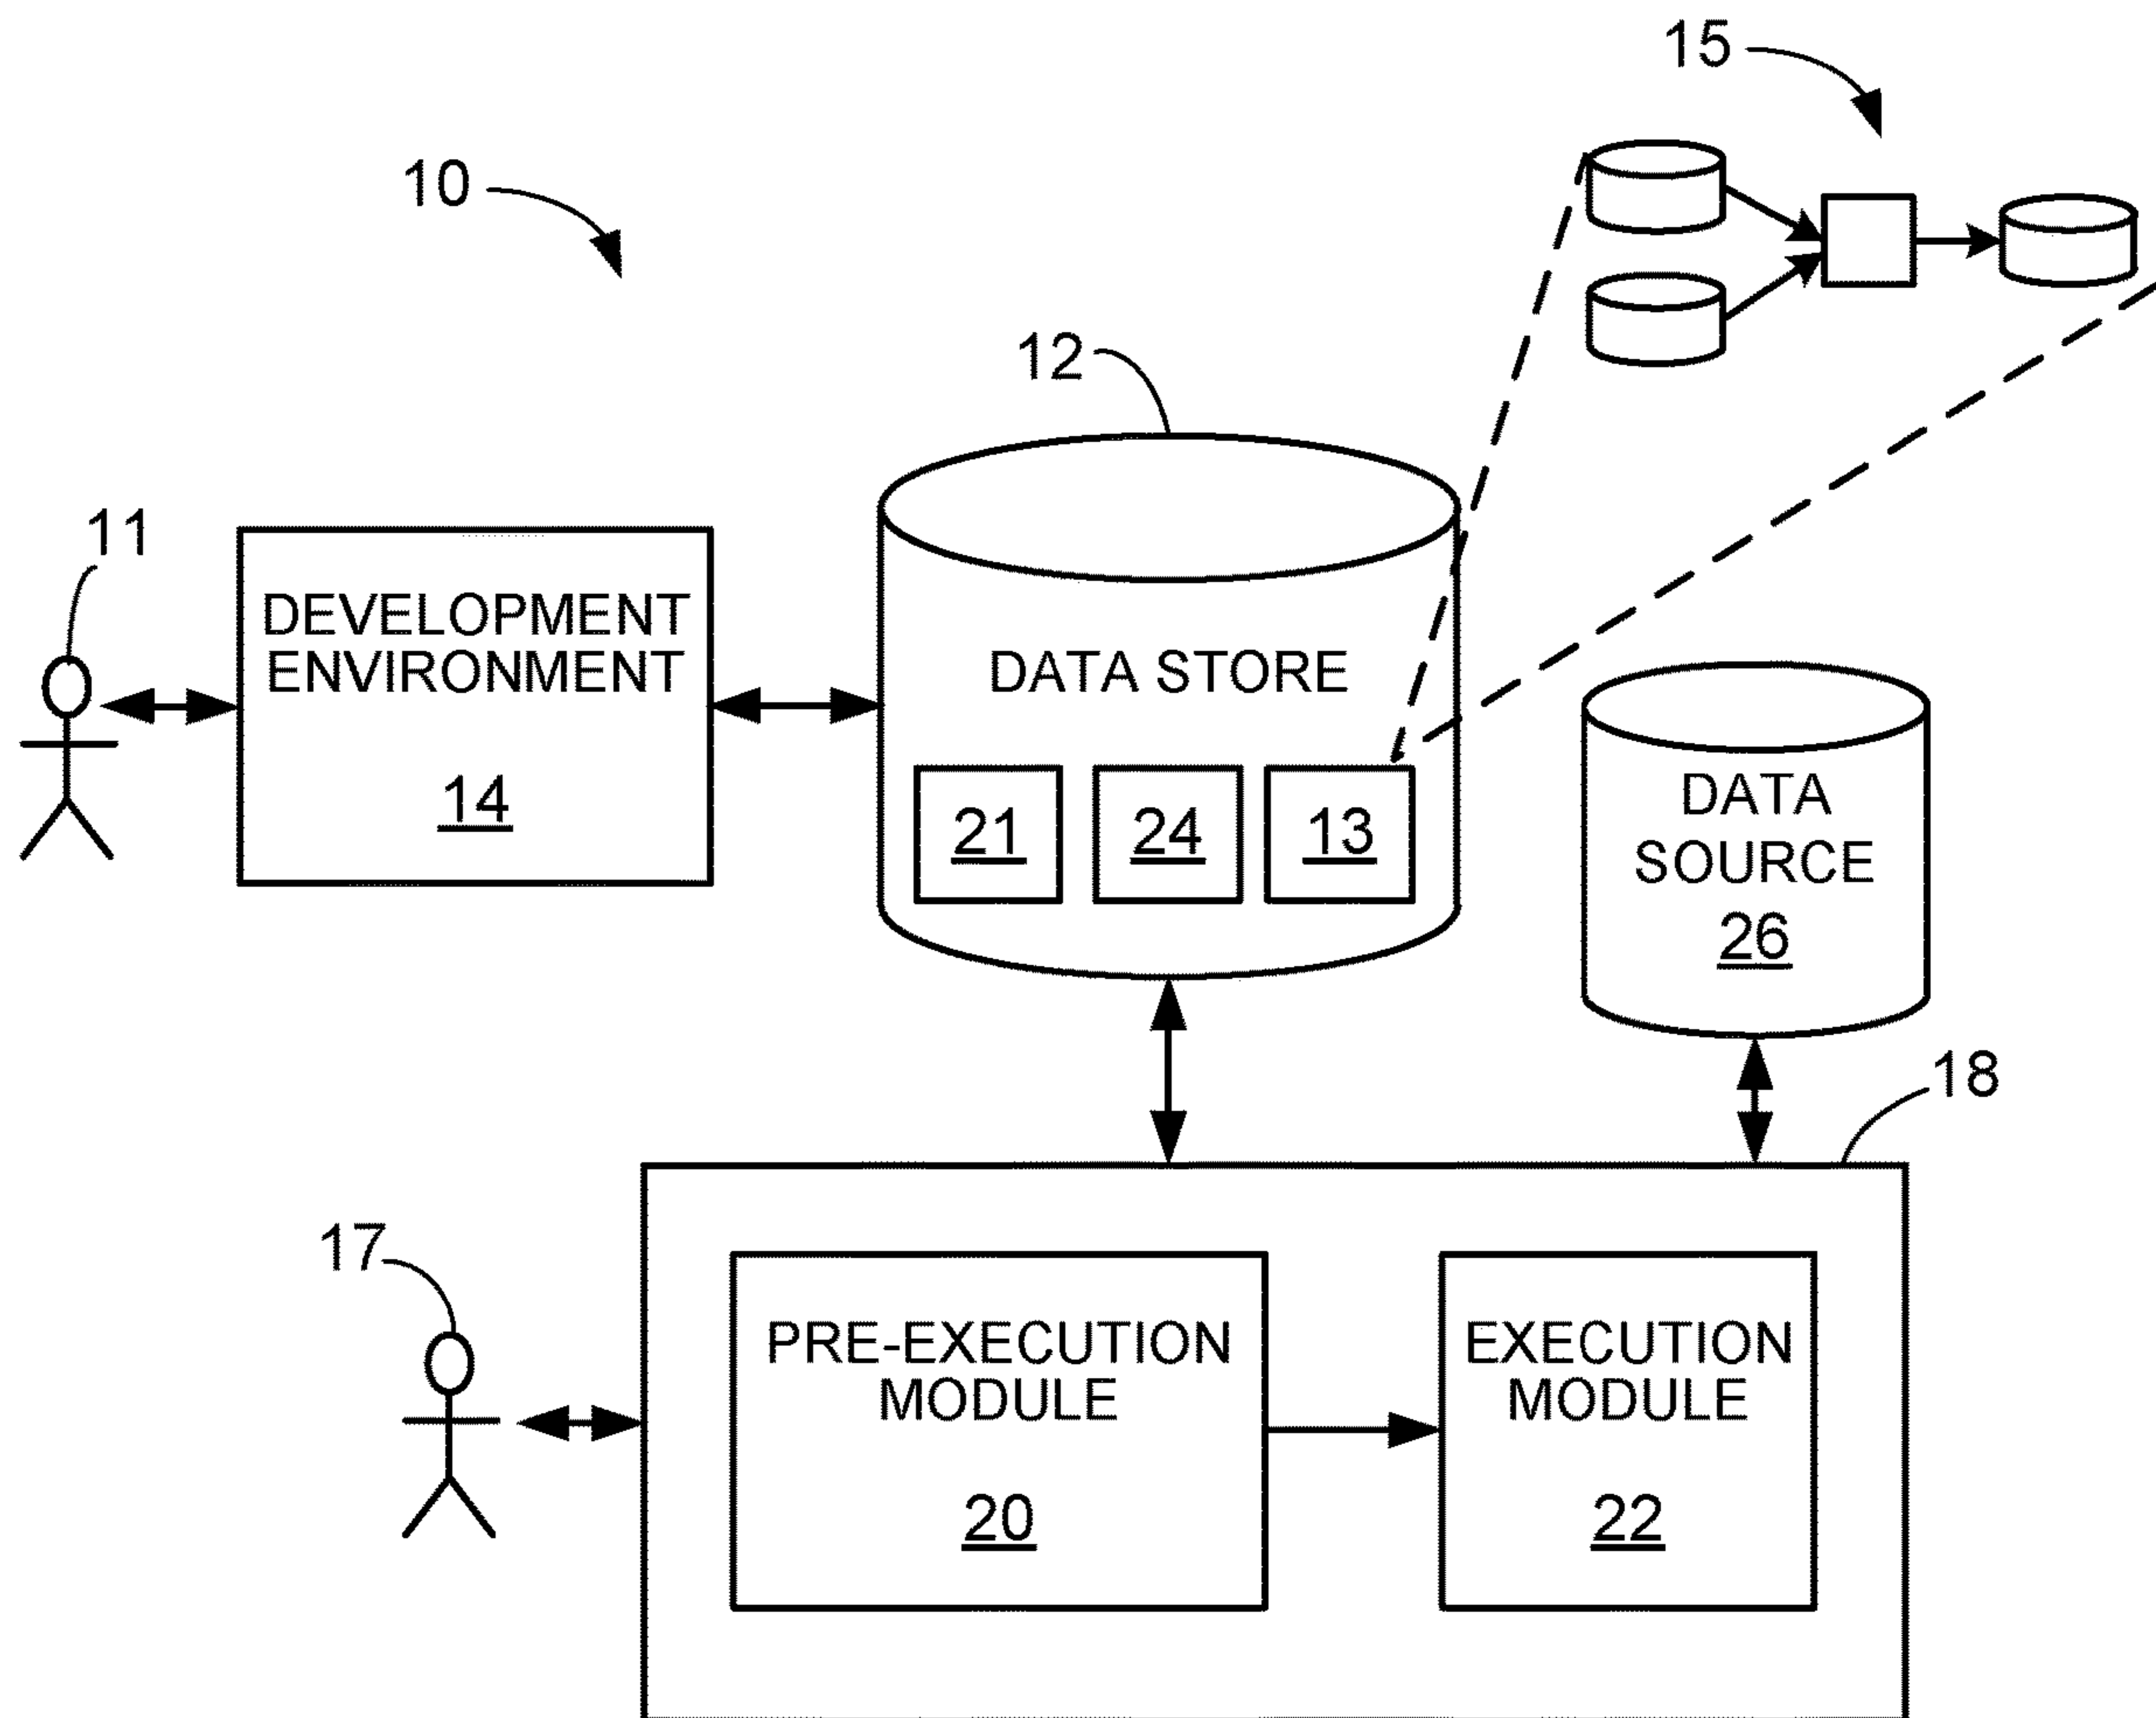 15
10
12
11
DEVELOPMENT
ENVIRONMENT
14
DATA STORE
21
24
13
DATA
SOURCE
26
18
17
PRE-EXECUTION
MODULE
20
EXECUTION
MODULE
22